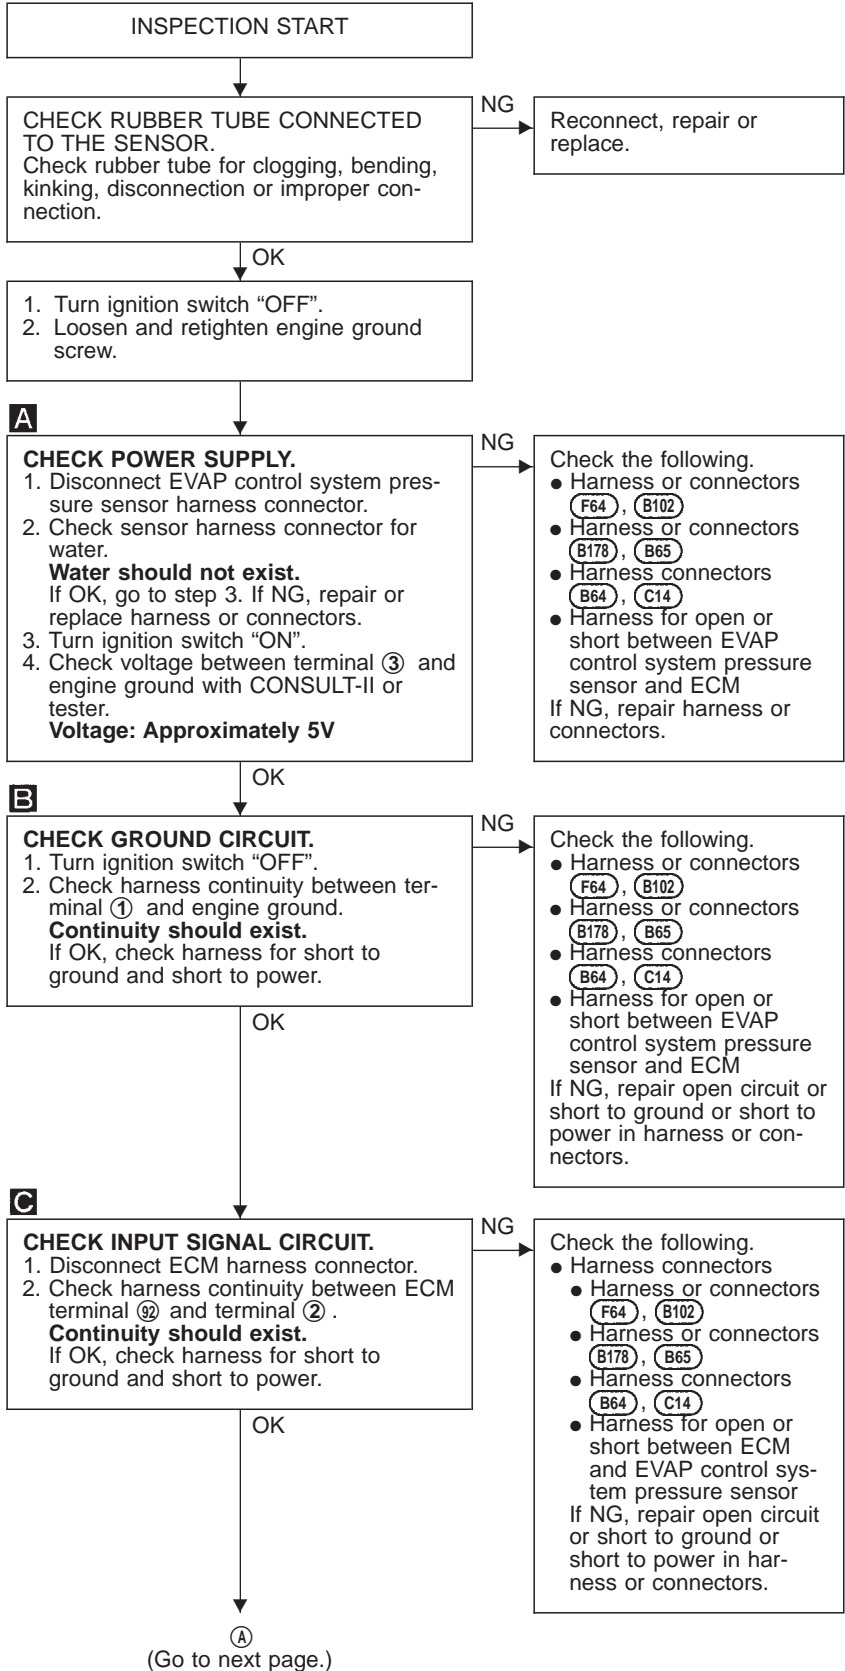 INSPECTION START
CHECK RUBBER TUBE CONNECTED
TO THE SENSOR.
Check rubber tube for clogging, bending,
kinking, disconnection or improper con-
nection.
NG
Reconnect, repair or
replace.
OK
1. Turn ignition switch “OFF”.
2. Loosen and retighten engine ground
screw.
A
CHECK POWER SUPPLY.
1. Disconnect EVAP control system pres-
sure sensor harness connector.
2. Check sensor harness connector for
water.
Water should not exist.
If OK, go to step 3. If NG, repair or
replace harness or connectors.
3. Turn ignition switch “ON”.
4. Check voltage between terminal ③ and
engine ground with CONSULT-II or
tester.
Voltage: Approximately 5V
NG
Check the following.
● Harness or connectors
F64, B102
● Harness or connectors
B178, B65
● Harness connectors
B64, C14
● Harness for open or
short between EVAP
control system pressure
sensor and ECM
If NG, repair harness or
connectors.
OK
B
CHECK GROUND CIRCUIT.
1. Turn ignition switch “OFF”.
2. Check harness continuity between ter-
minal ① and engine ground.
Continuity should exist.
If OK, check harness for short to
ground and short to power.
NG
Check the following.
● Harness or connectors
F64, B102
● Harness or connectors
B178, B65
● Harness connectors
B64, C14
● Harness for open or
short between EVAP
control system pressure
sensor and ECM
If NG, repair open circuit or
short to ground or short to
power in harness or con-
nectors.
OK
C
CHECK INPUT SIGNAL CIRCUIT.
1. Disconnect ECM harness connector.
2. Check harness continuity between ECM
terminal 92 and terminal ② .
Continuity should exist.
If OK, check harness for short to
ground and short to power.
NG
Check the following.
● Harness connectors
● Harness or connectors
F64, B102
● Harness or connectors
B178, B65
● Harness connectors
B64, C14
● Harness for open or
short between ECM
and EVAP control sys-
tem pressure sensor
If NG, repair open circuit
or short to ground or
short to power in har-
ness or connectors.
OK
Ⓐ
(Go to next page.)